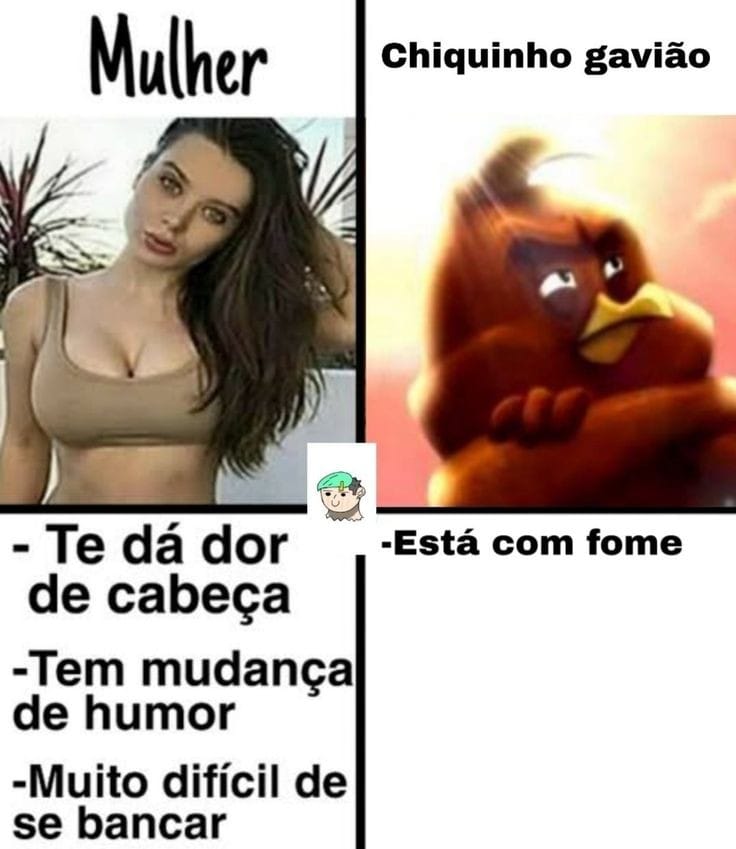 Mulher
Chiquinho gavião
- Te dá dor
de cabeça
-Tem mudança
de humor
-Muito difícil de
se bancar
-Está com fome